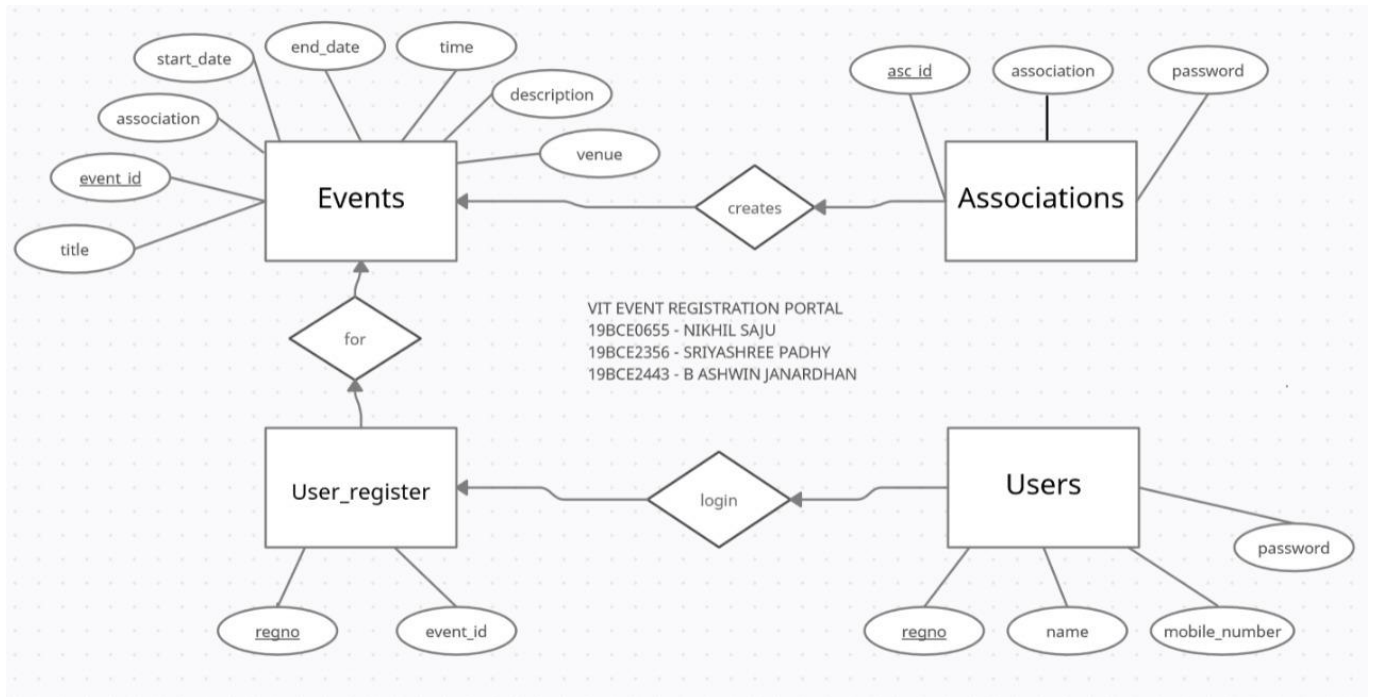 start_date
end_date
time
description
association
venue
event_id
title
Events
creates
asc_id
association
password
Associations
for
VIT EVENT REGISTRATION PORTAL
19BCE0655 - NIKHIL SAJU
19BCE2356 - SRIYASHREE PADHY
19BCE2443 - B ASHWIN JANARDHAN
User_register
login
Users
password
regno
event_id
regno
name
mobile_number